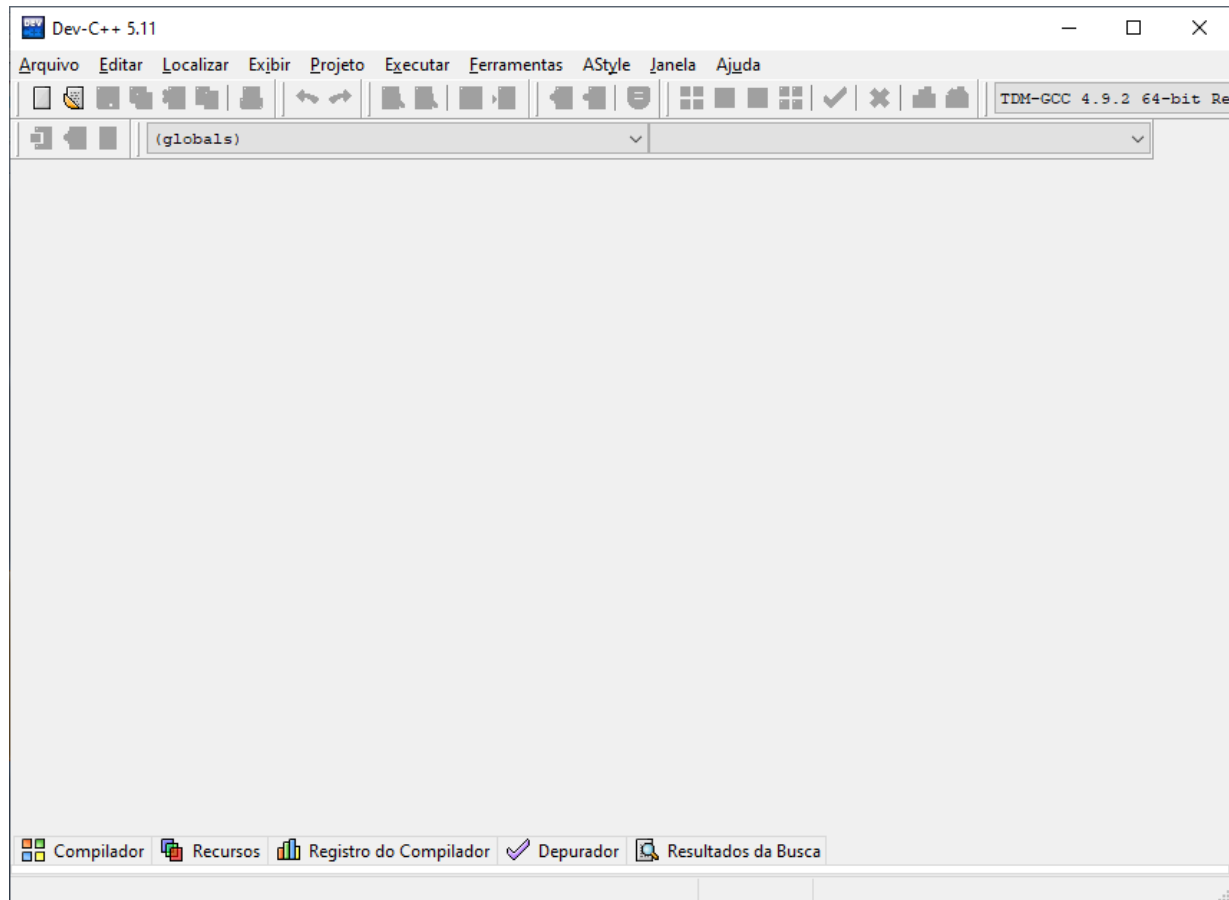 Dev-C++ 5.11
Arquivo Editar Localizar Exibir Projeto Executar Ferramentas AStyle Janela Ajuda
TDM-GCC 4.9.2 64-bit Re
(globals)
Compilador Recursos Registro do Compilador Depurador Resultados da Busca